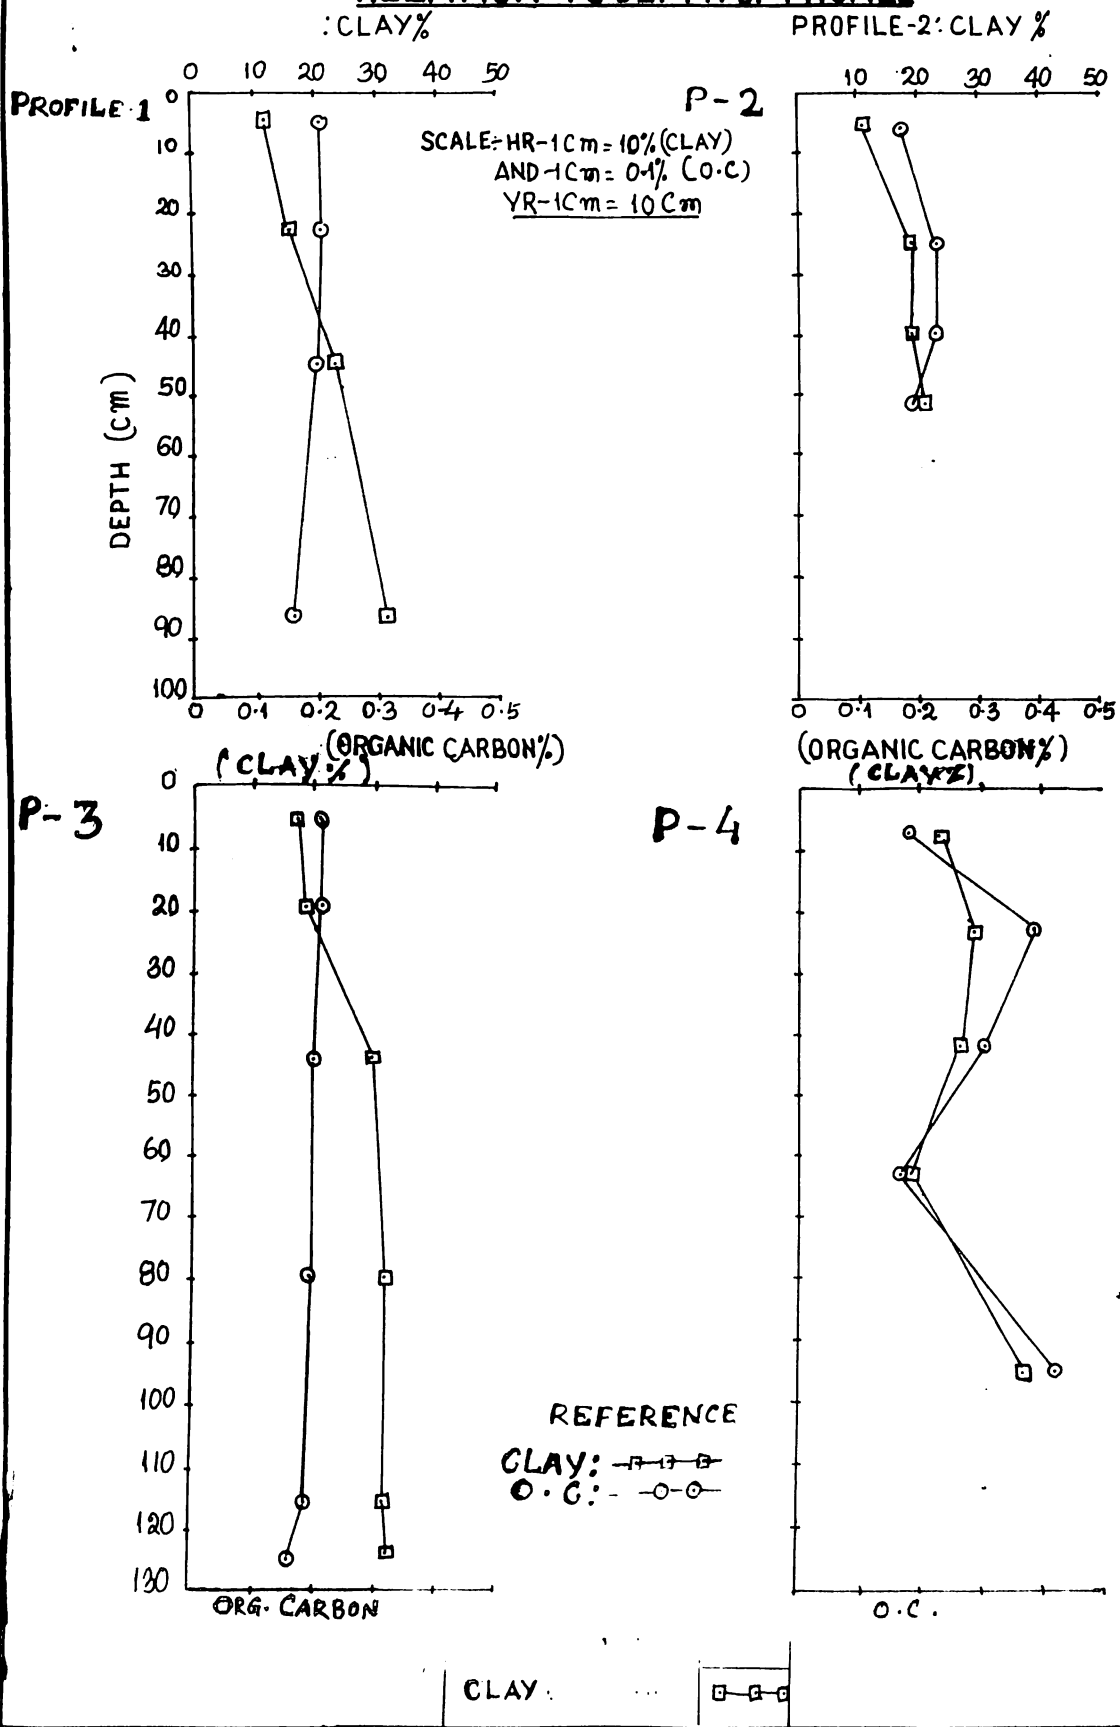 : CLAY%
PROFILE-2: CLAY %
0 10 20 30 40 50
10 20 30 40 50
PROFILE·1
P-2
SCALE:- HR-1Cm = 10% (CLAY)
AND-1Cm = 0.1% (O.C)
YR-1Cm = 10 Cm
0
10
20
30
40
50
60
70
80
90
100
DEPTH (cm)
0 0.1 0.2 0.3 0.4 0.5
0 0.1 0.2 0.3 0.4 0.5
(ORGANIC CARBON%)
(ORGANIC CARBON%)
(CLAY%)
(CLAY%)
P-3
P-4
0
10
20
30
40
50
60
70
80
90
100
110
120
130
REFERENCE
CLAY:
O.C:-
ORG. CARBON
O.C.
CLAY.